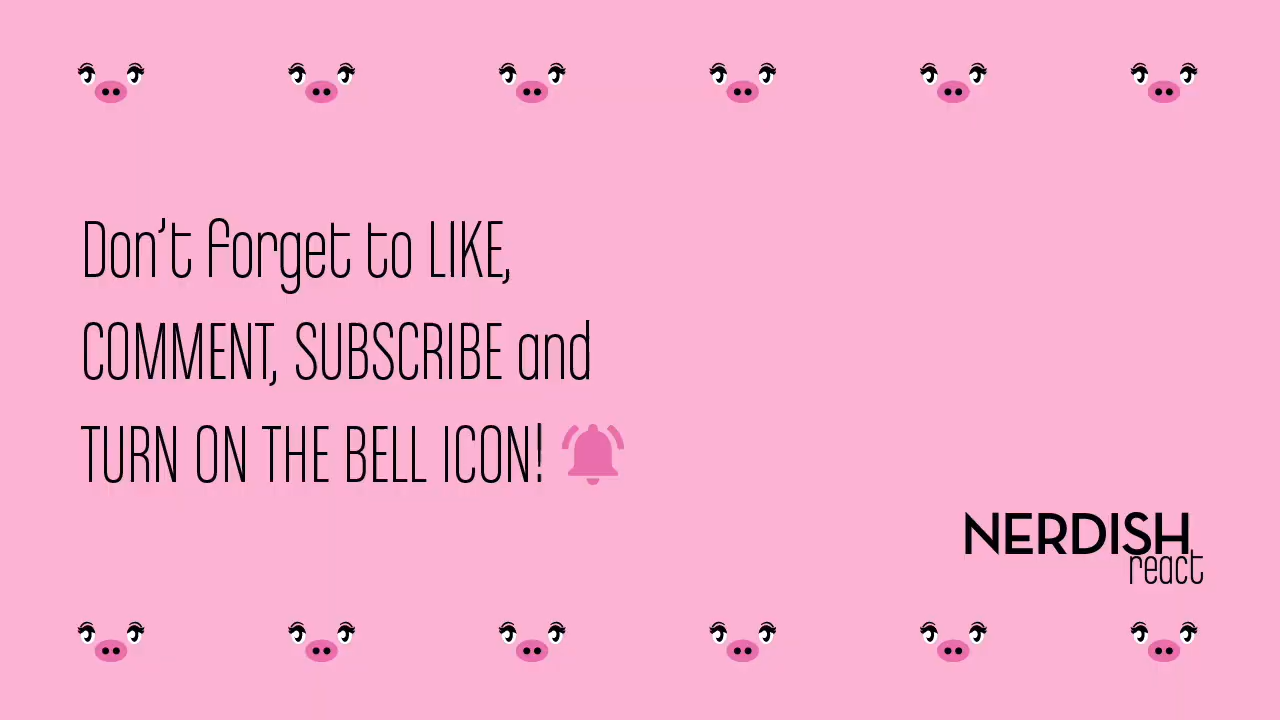 Don't forget to LIKE,
COMMENT, SUBSCRIBE and
TURN ON THE BELL ICON!
NERDISH
react